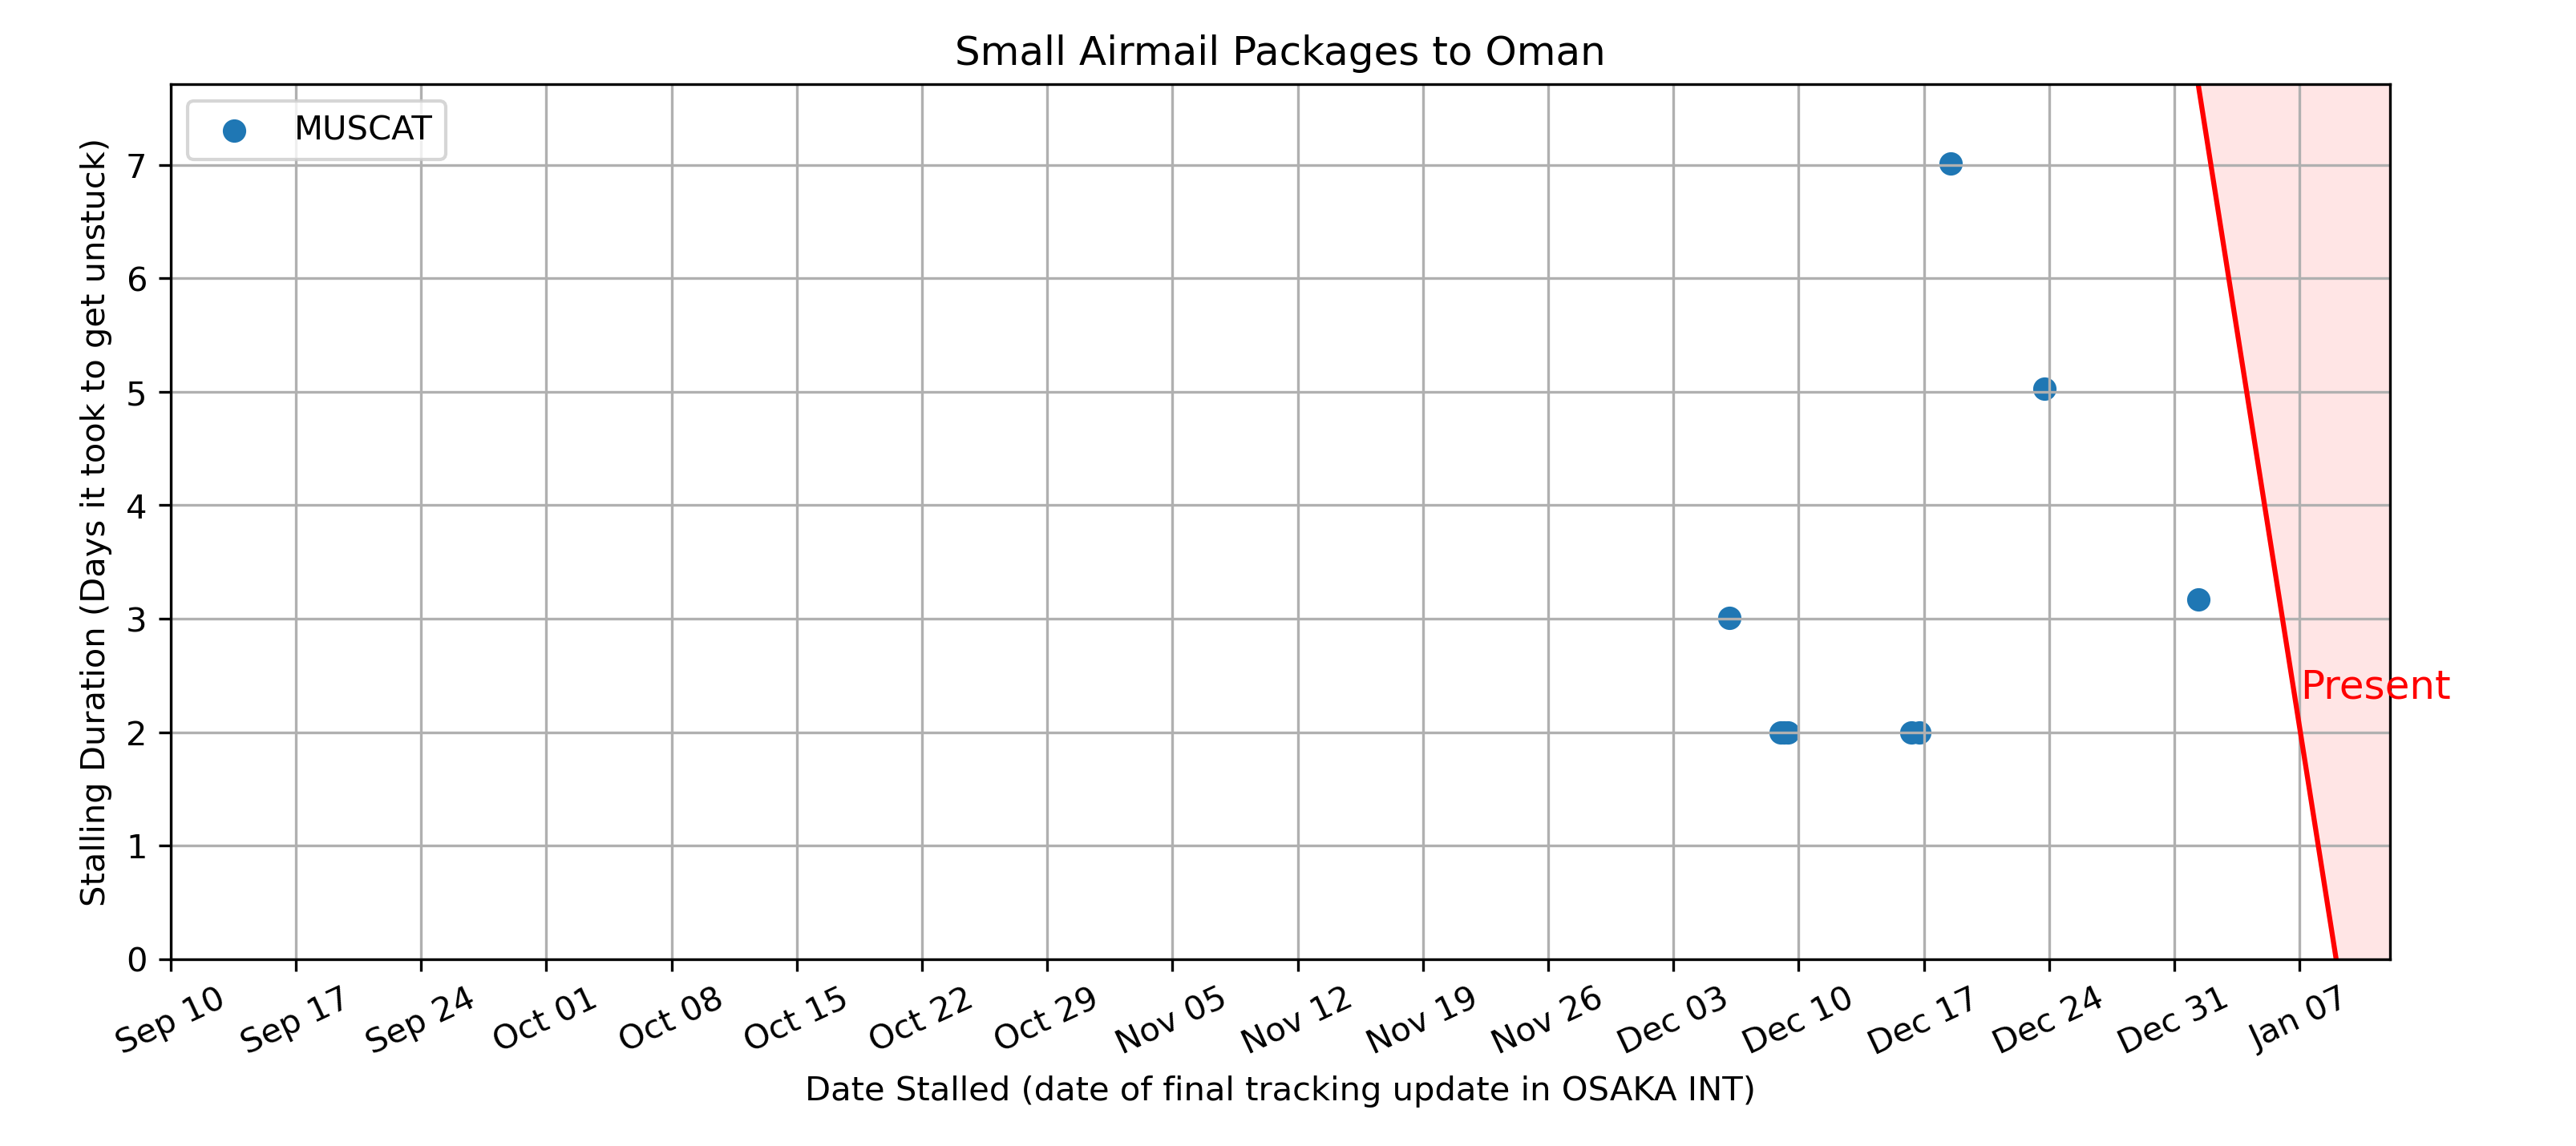 Small Airmail Packages to Oman
MUSCAT
Stalling Duration (Days it took to get unstuck)
7
6
5
4
3
2
1
0
Present
Sep 10
Sep 17
Sep 24
Oct 01
Oct 08
Oct 15
Oct 22
Oct 29
Nov 05
Nov 12
Nov 19
Nov 26
Dec 03
Dec 10
Dec 17
Dec 24
Dec 31
Jan 07
Date Stalled (date of final tracking update in OSAKA INT)